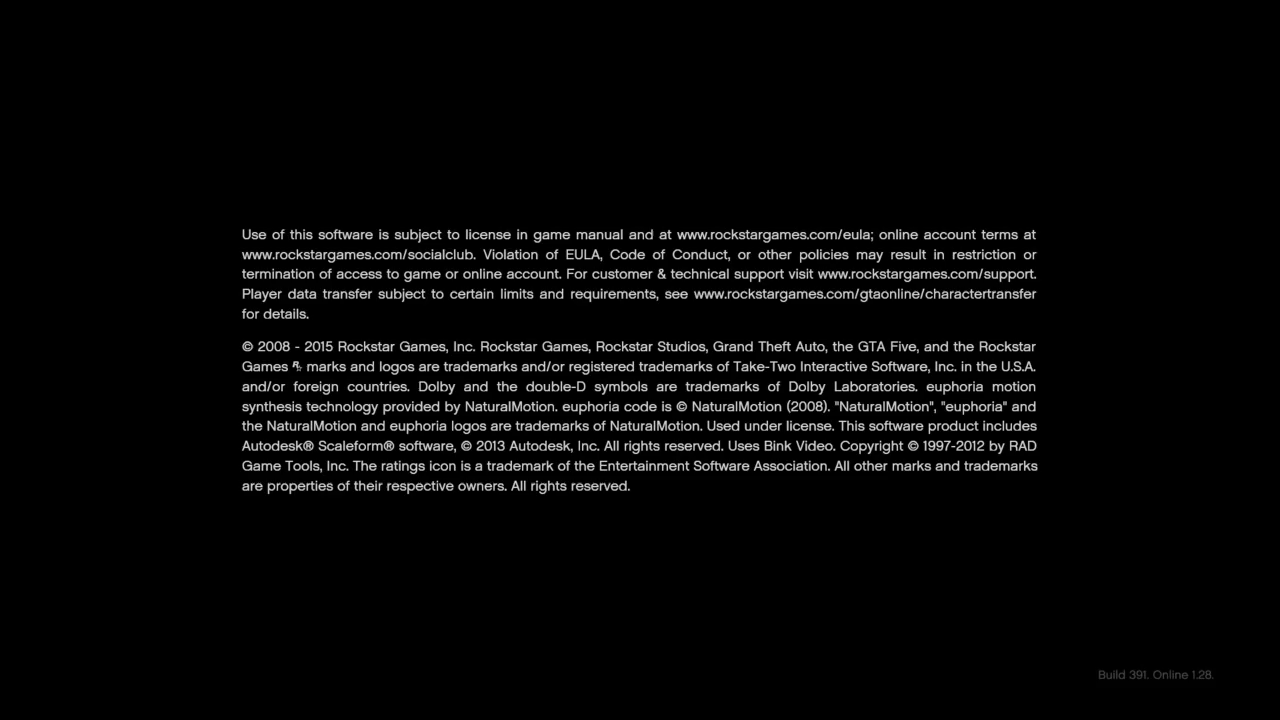 Use of this software is subject to license in game manual and at www.rockstargames.com/eula; online account terms at
www.rockstargames.com/socialclub. Violation of EULA, Code of Conduct, or other policies may result in restriction or
termination of access to game or online account. For customer & technical support visit www.rockstargames.com/support.
Player data transfer subject to certain limits and requirements, see www.rockstargames.com/gtaonline/charactertransfer
for details.
© 2008 - 2015 Rockstar Games, Inc. Rockstar Games, Rockstar Studios, Grand Theft Auto, the GTA Five, and the Rockstar
Games R* marks and logos are trademarks and/or registered trademarks of Take-Two Interactive Software, Inc. in the U.S.A.
and/or foreign countries. Dolby and the double-D symbols are trademarks of Dolby Laboratories. euphoria motion
synthesis technology provided by NaturalMotion. euphoria code is © NaturalMotion (2008). "NaturalMotion", "euphoria" and
the NaturalMotion and euphoria logos are trademarks of NaturalMotion. Used under license. This software product includes
Autodesk® Scaleform® software, © 2013 Autodesk, Inc. All rights reserved. Uses Bink Video. Copyright © 1997-2012 by RAD
Game Tools, Inc. The ratings icon is a trademark of the Entertainment Software Association. All other marks and trademarks
are properties of their respective owners. All rights reserved.
Build 391. Online 1.28.